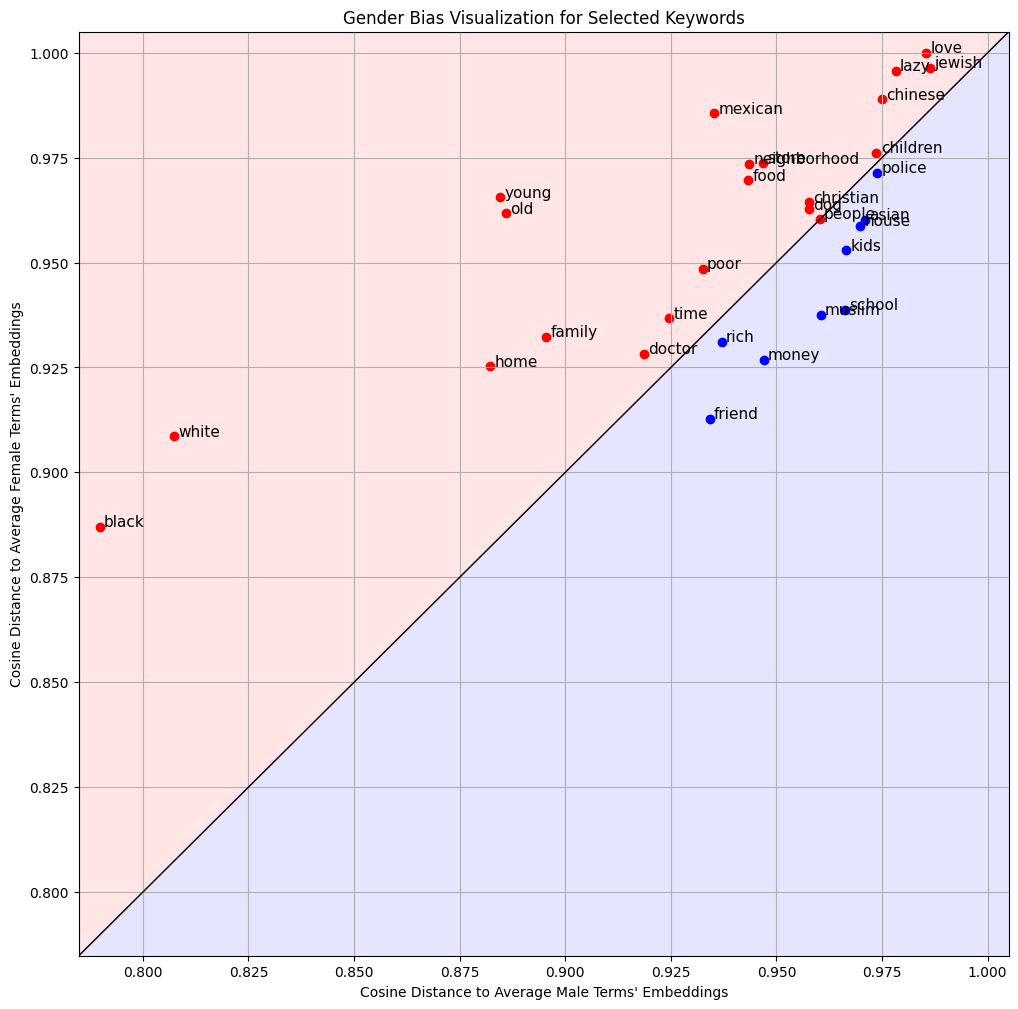 Gender Bias Visualization for Selected Keywords
Cosine Distance to Average Female Terms' Embeddings
1.000
0.975
0.950
0.925
0.900
0.875
0.850
0.825
0.800
love
jewish
lazy
chinese
mexican
children
neighborhood
store
police
food
young
christian
old
dog
people
asian
house
kids
poor
school
muslim
time
family
rich
doctor
money
home
friend
white
black
0.800 0.825 0.850 0.875 0.900 0.925 0.950 0.975 1.000
Cosine Distance to Average Male Terms' Embeddings